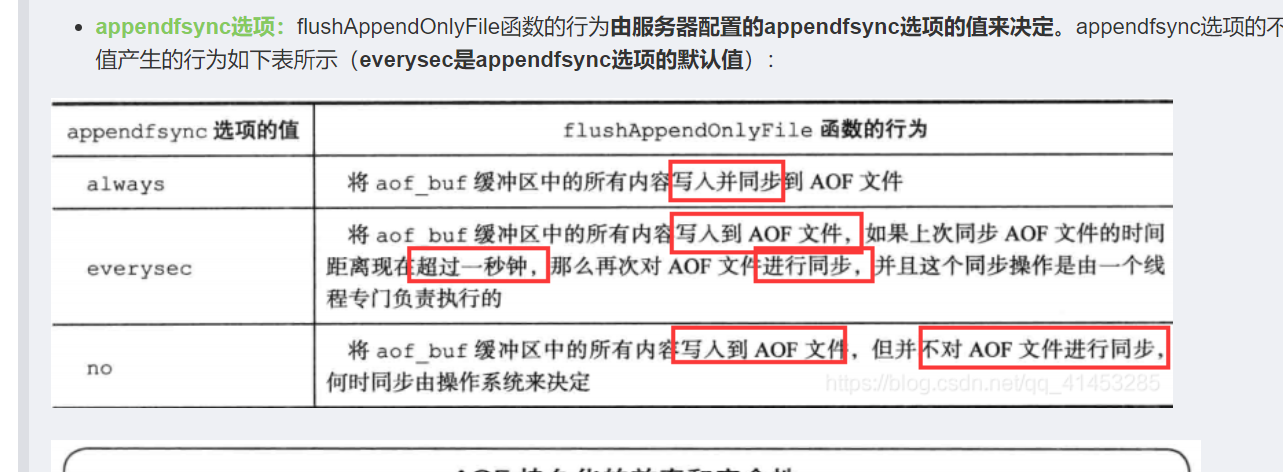 • appendfsync选项：flushAppendOnlyFile函数的行为由服务器配置的appendfsync选项的值来决定。appendfsync选项的不
值产生的行为如下表所示（everysec是appendfsync选项的默认值）：
appendfsync 选项的值 flushAppendOnlyFile 函数的行为
always 将 aof_buf 缓冲区中的所有内容写入并同步到 AOF 文件
将 aof_buf 缓冲区中的所有内容写入到 AOF 文件，如果上次同步 AOF 文件的时间
everysec 距离现在超过一秒钟，那么再次对 AOF 文件进行同步，并且这个同步操作是由一个线
程专门负责执行的
将 aof_buf 缓冲区中的所有内容写入到 AOF 文件，但并不对 AOF 文件进行同步，
no 何时同步由操作系统来决定
https://blog.csdn.net/qq_41453285
AOF 持久化的效率和安全性